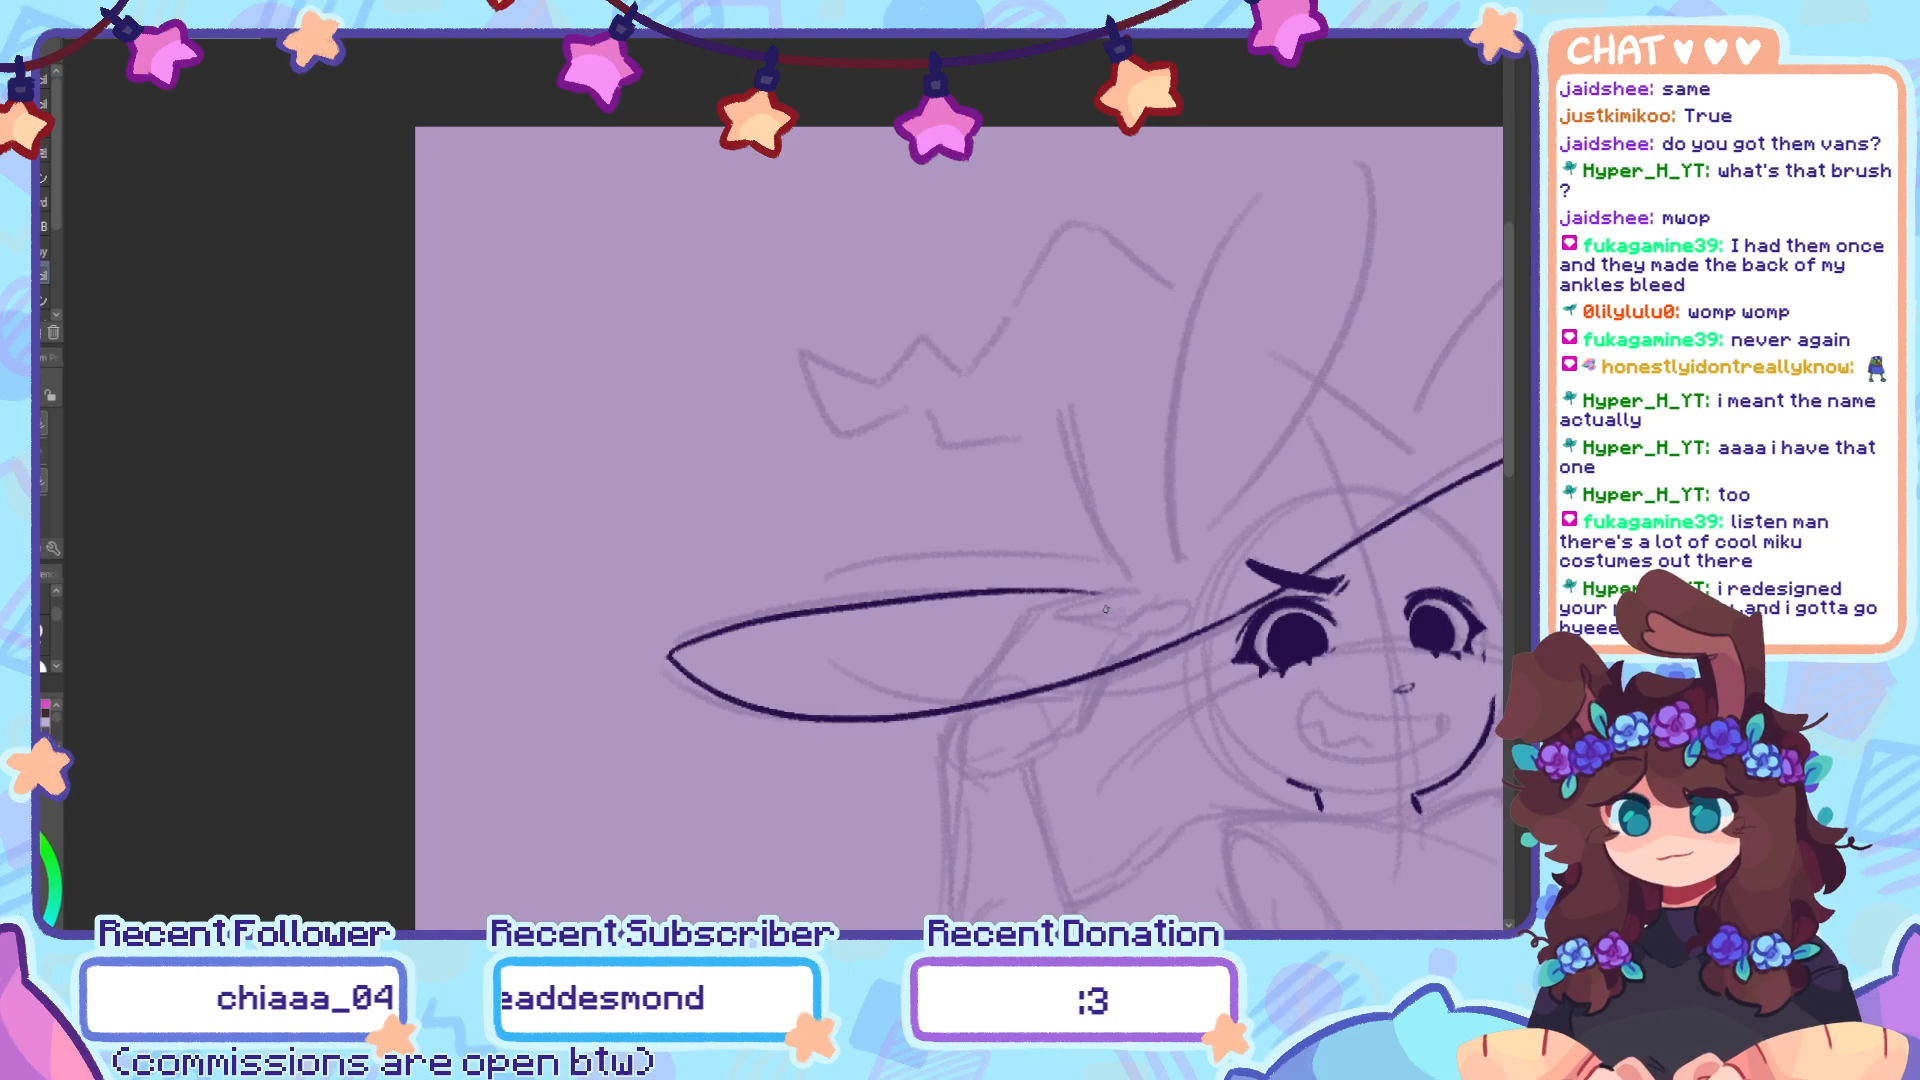 CHAT
jaidshee: same
justkimikoo: True
jaidshee: do you got them vans?
Hyper_H_YT: what's that brush
?
jaidshee: mwop
fukagamine39: I had them once
and they made the back of my
ankles bleed
0lilylulu0: womp womp
fukagamine39: never again
honestlyidontreallyknow:
Hyper_H_YT: i meant the name
actually
Hyper_H_YT: aaaa i have that
one
Hyper_H_YT: too
fukagamine39: listen man
there's a lot of cool miku
costumes out there
i redesigned
your and i gotta go
byeee
Recent Follower
Recent Subscriber
Recent Donation
chiaaa_04
eaddesmond
:3
(commissions are open btw)